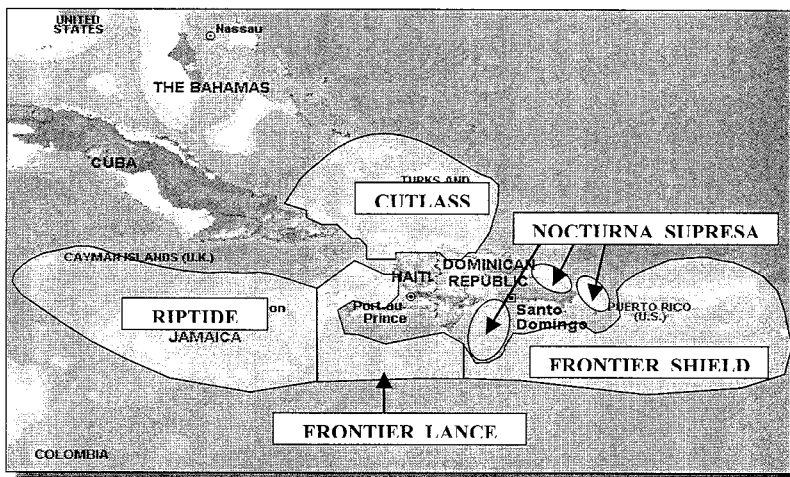 UNITED
STATES
Nassau
THE BAHAMAS
CUBA
TURKS AND
CUTLASS
NOCTURNA SUPRESA
CAYMAN ISLANDS (U.K.)
HAITI
DOMINICAN
REPUBLIC
RIPTIDE
on
JAMAICA
Port-au
Prince
Santo
Domingo
PUERTO RICO
(U.S.)
FRONTIER SHIELD
FRONTIER LANCE
COLOMBIA